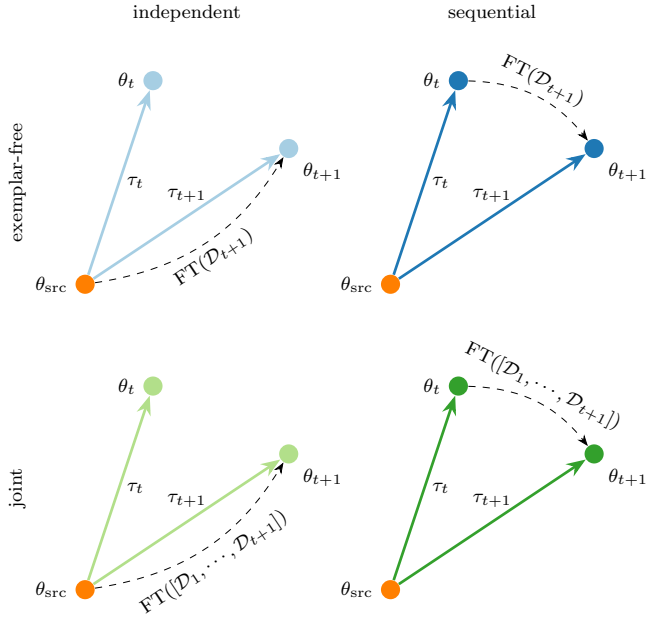 independent
sequential
exemplar-free
θ_t
τ_t
τ_{t+1}
θ_{t+1}
θ_src
FT(𝒟_{t+1})
θ_t
FT(𝒟_{t+1})
τ_t
τ_{t+1}
θ_{t+1}
θ_src
joint
θ_t
τ_t
τ_{t+1}
θ_{t+1}
θ_src
FT([𝒟_1, ⋯, 𝒟_{t+1}])
θ_t
FT([𝒟_1, ⋯, 𝒟_{t+1}])
τ_t
τ_{t+1}
θ_{t+1}
θ_src